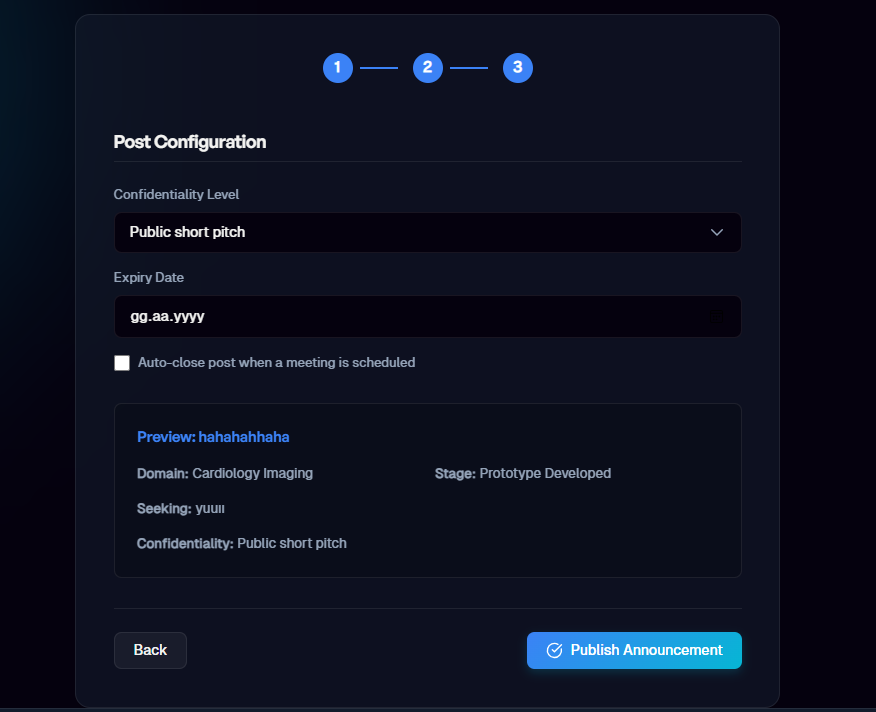 1 2 3
Post Configuration
Confidentiality Level
Public short pitch
Expiry Date
gg.aa.yyyy
Auto-close post when a meeting is scheduled
Preview: hahahahhaha
Domain: Cardiology Imaging Stage: Prototype Developed
Seeking: yuuıı
Confidentiality: Public short pitch
Back Publish Announcement